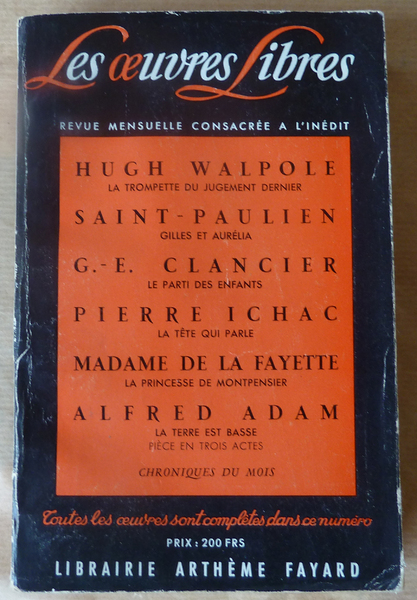 Les œuvres Libres
REVUE MENSUELLE CONSACRÉE A L'INÉDIT
HUGH WALPOLE
LA TROMPETTE DU JUGEMENT DERNIER
SAINT-PAULIEN
GILLES ET AURÉLIA
G.-E. CLANCIER
LE PARTI DES ENFANTS
PIERRE ICHAC
LA TÊTE QUI PARLE
MADAME DE LA FAYETTE
LA PRINCESSE DE MONTPENSIER
ALFRED ADAM
LA TERRE EST BASSE
PIÈCE EN TROIS ACTES
CHRONIQUES DU MOIS
Toutes les œuvres sont complètes dans ce numéro
PRIX : 200 FRS
LIBRAIRIE ARTHÈME FAYARD